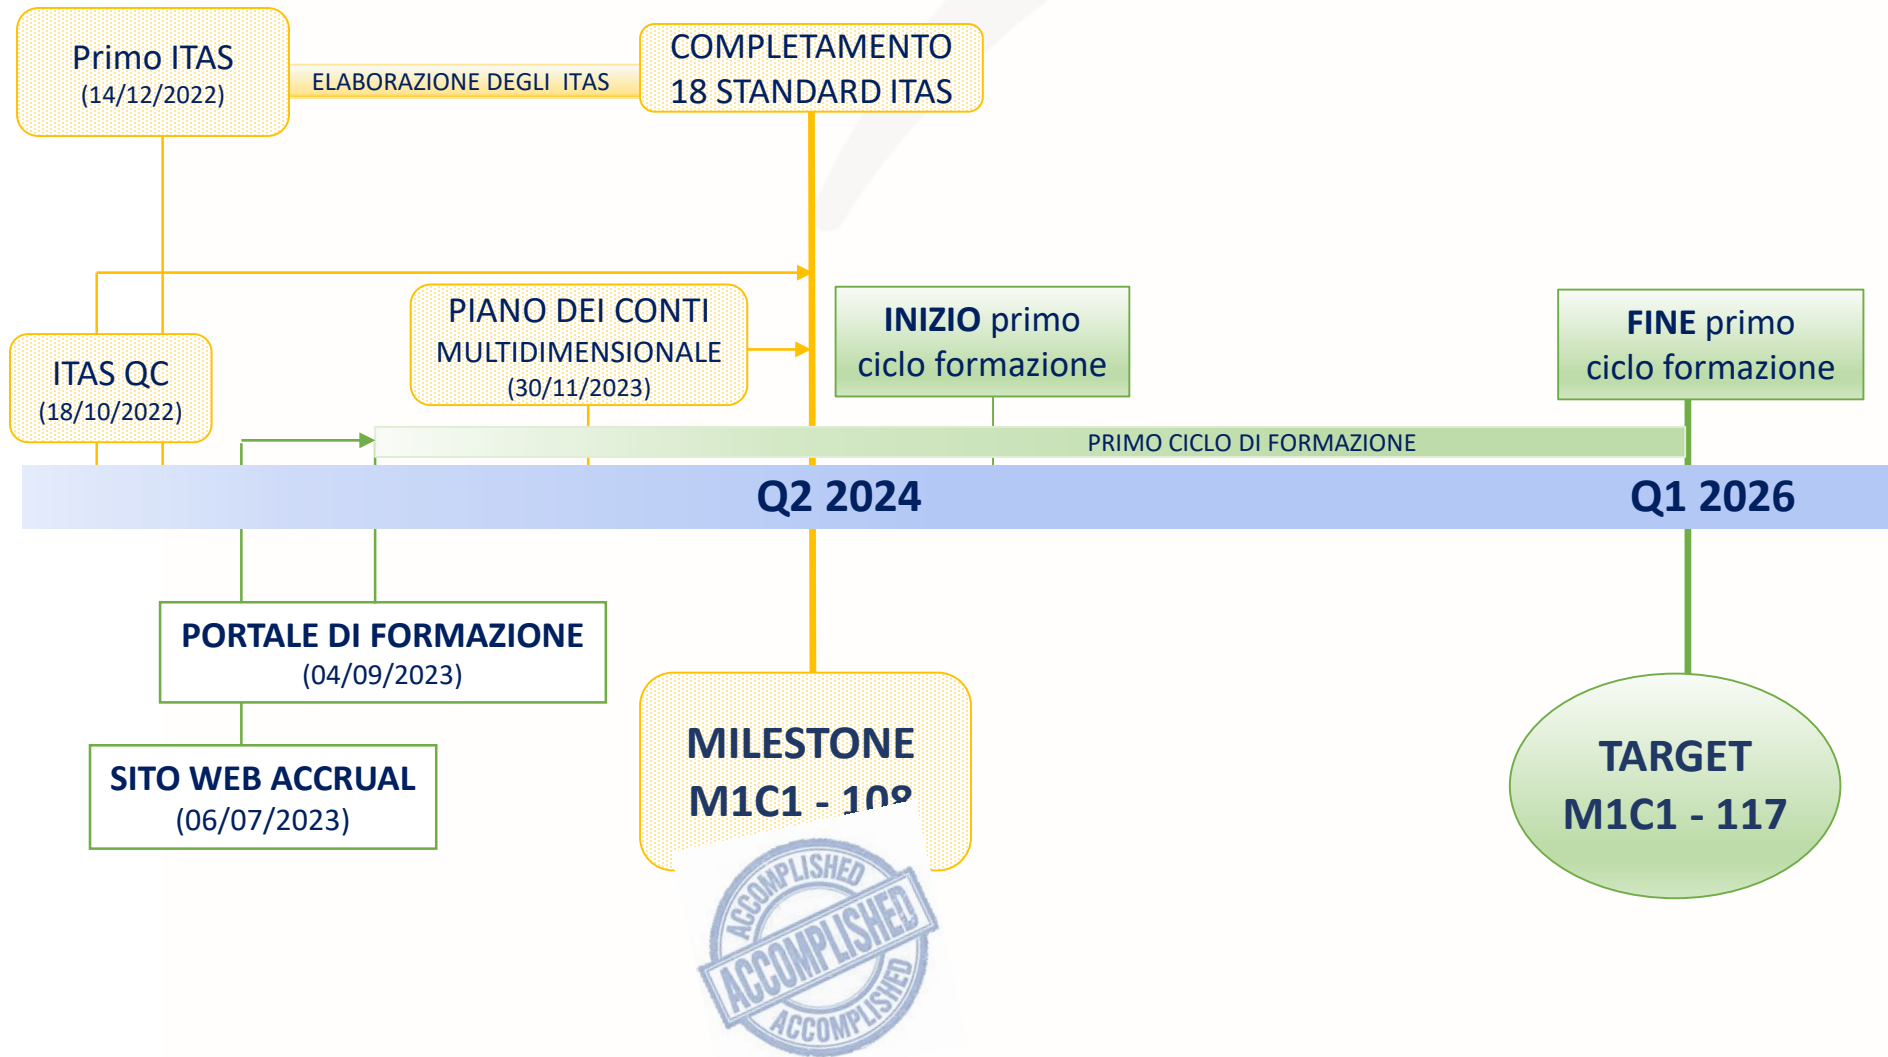 Primo ITAS
(14/12/2022)
ELABORAZIONE DEGLI ITAS
COMPLETAMENTO
18 STANDARD ITAS
ITAS QC
(18/10/2022)
PIANO DEI CONTI
MULTIDIMENSIONALE
(30/11/2023)
INIZIO primo
ciclo formazione
FINE primo
ciclo formazione
PRIMO CICLO DI FORMAZIONE
Q2 2024
Q1 2026
PORTALE DI FORMAZIONE
(04/09/2023)
SITO WEB ACCRUAL
(06/07/2023)
MILESTONE
M1C1 - 108
TARGET
M1C1 - 117
ACCOMPLISHED
ACCOMPLISHED
ACCOMPLISHED